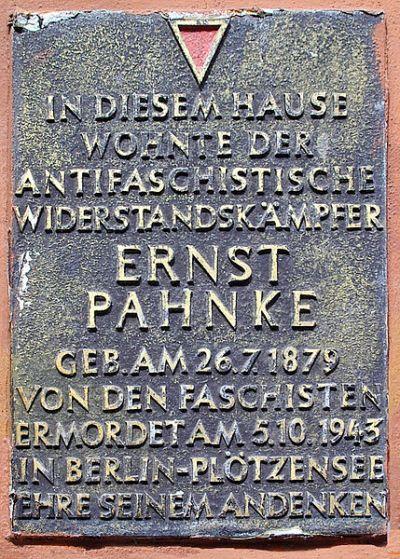 IN DIESEM HAUSE
WOHNTE DER
ANTIFASCHISTISCHE
WIDERSTANDSKÄMPFER
ERNST
PAHNKE
GEB. AM 26.7.1879
VON DEN FASCHISTEN
ERMORDET AM 5.10.1943
IN BERLIN-PLÖTZENSEE
EHRE SEINEM ANDENKEN